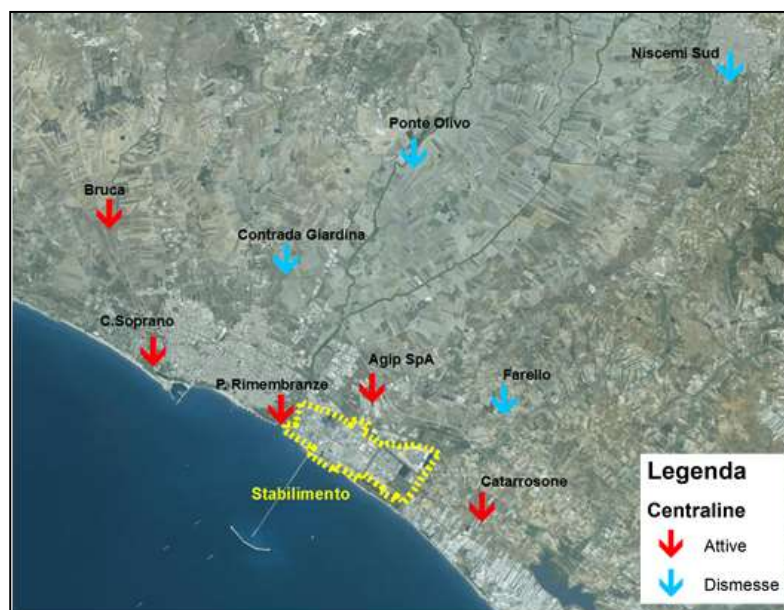 Niscemi Sud
Ponte Olivo
Bruca
Contrada Giardina
C.Soprano
Agip SpA
P. Rimembranze
Farello
Catarrosone
Stabilimento
Legenda
Centraline
Attive
Dismesse